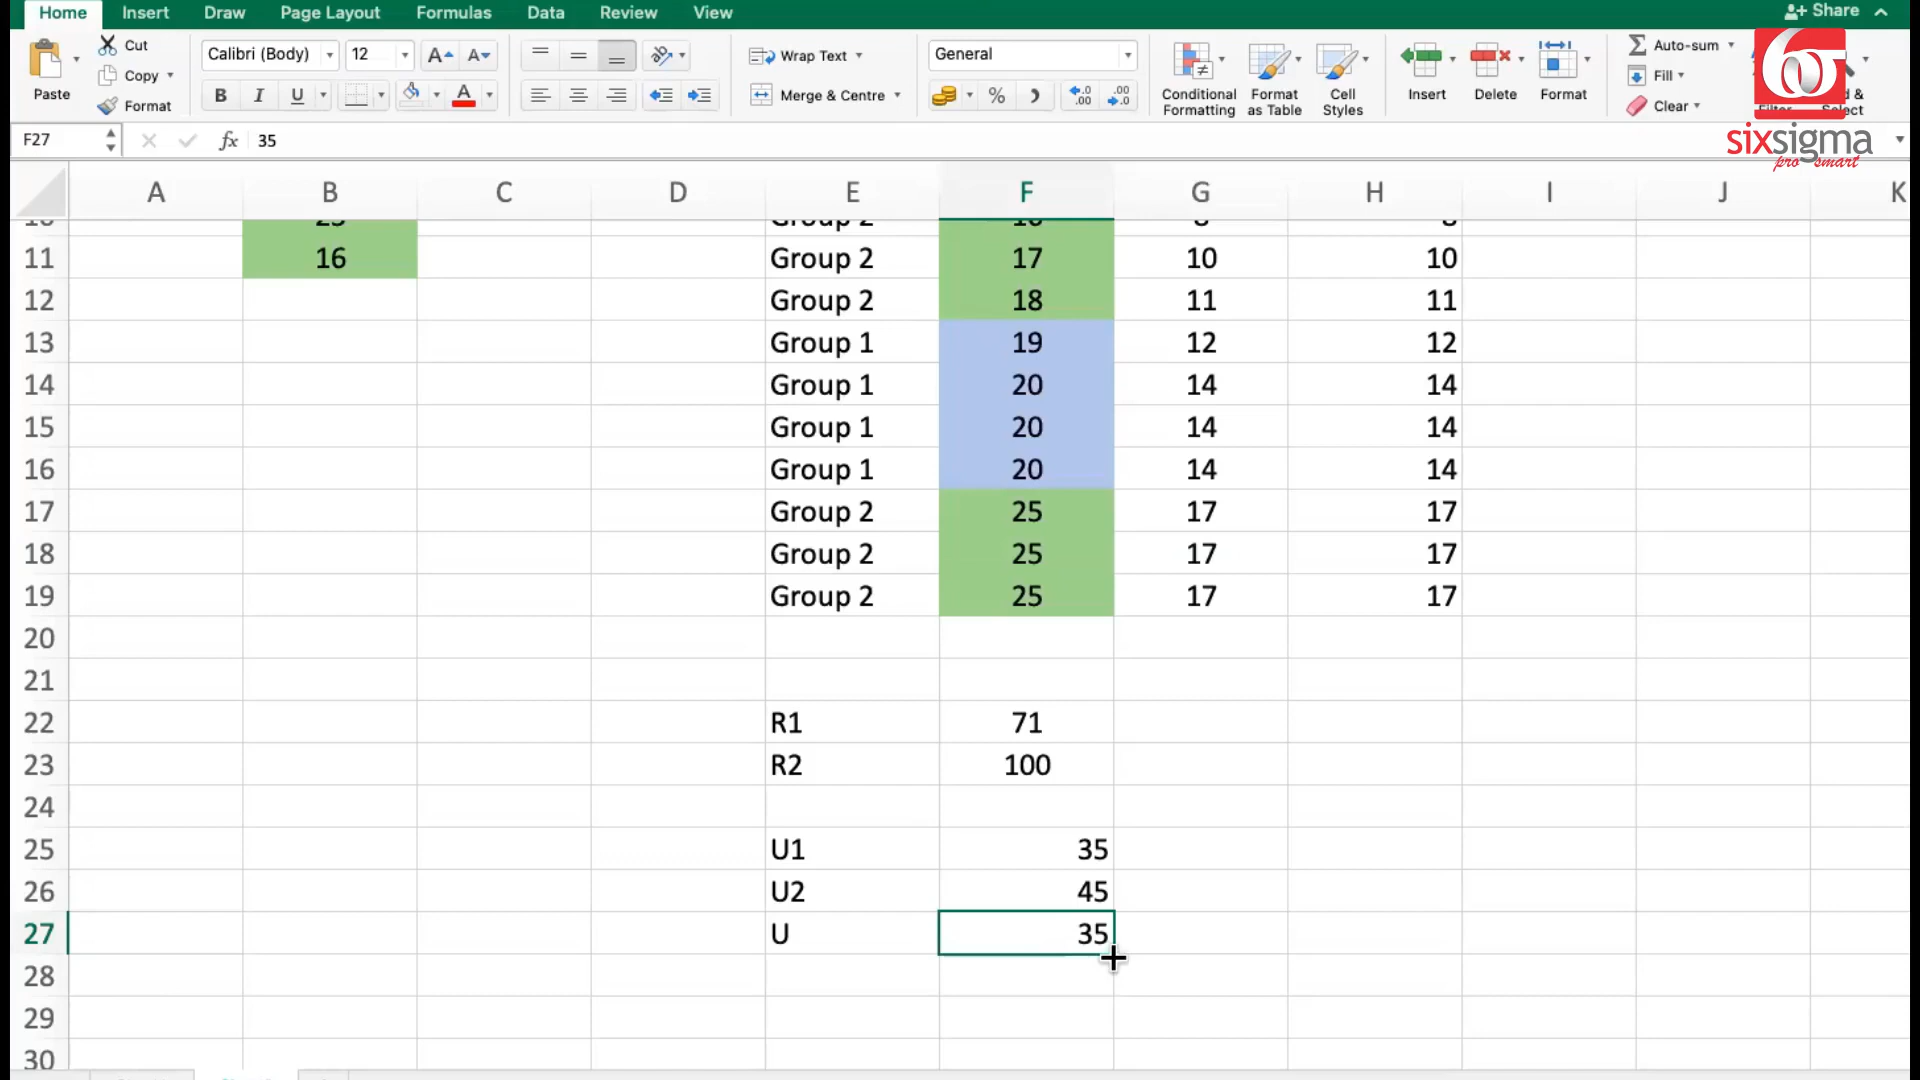 Home Insert Draw Page Layout Formulas Data Review View Share
Cut Calibri (Body) 12 Wrap Text General Auto-sum
Copy Fill
Paste Format B I U A Merge & Centre % Conditional Formatting Format as Table Cell Styles Insert Delete Format Clear
sixsigma
pro smart
F27 fx 35
A B C D E F G H I J K
11 16 Group 2 17 10 10
12 Group 2 18 11 11
13 Group 1 19 12 12
14 Group 1 20 14 14
15 Group 1 20 14 14
16 Group 1 20 14 14
17 Group 2 25 17 17
18 Group 2 25 17 17
19 Group 2 25 17 17
20
21
22 R1 71
23 R2 100
24
25 U1 35
26 U2 45
27 U 35
28
29
30